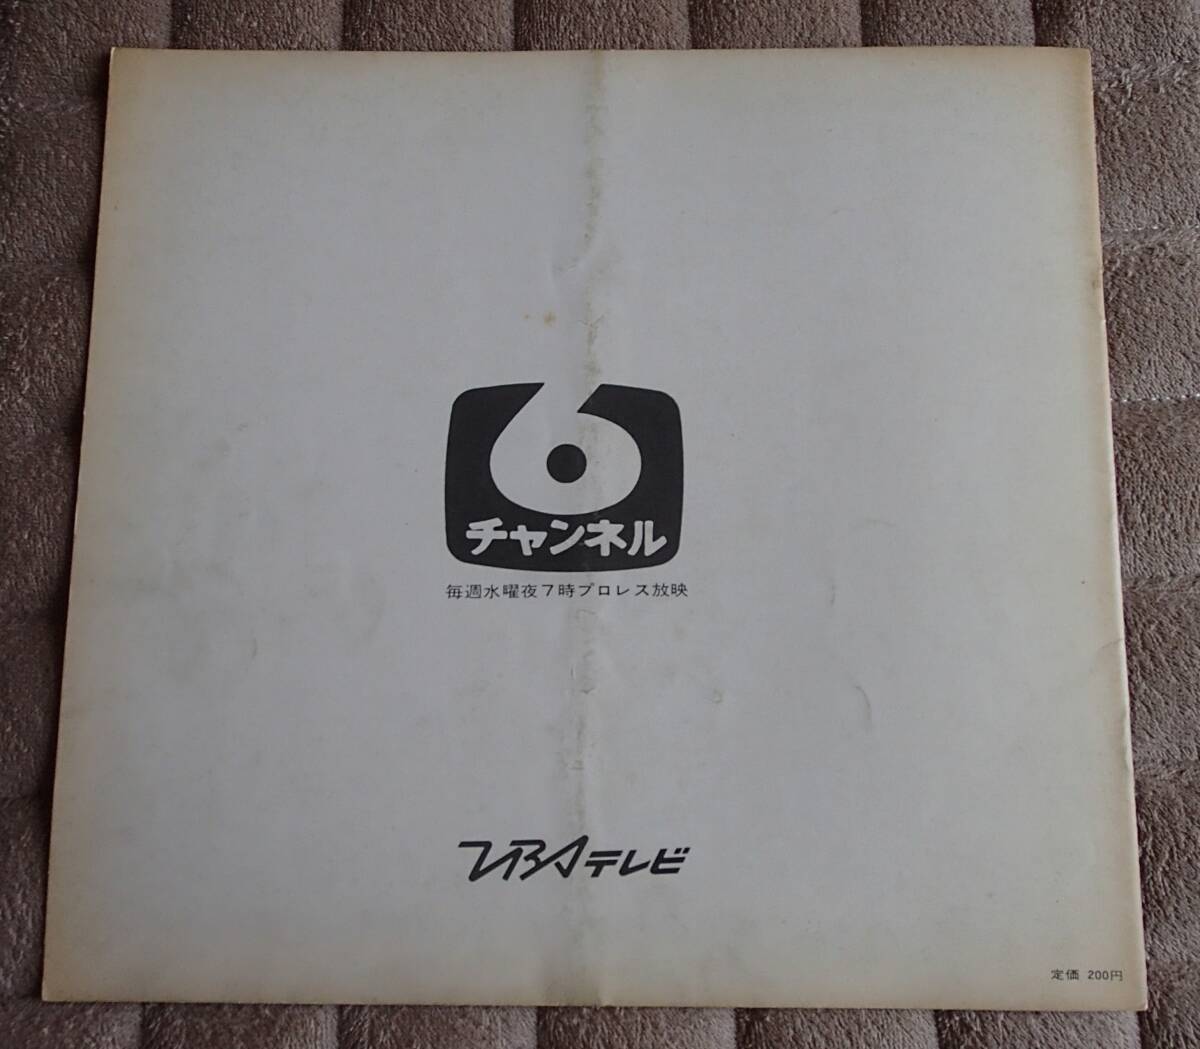 6
チャンネル
毎週水曜夜7時プロレス放映
TBSテレビ
定価 200円